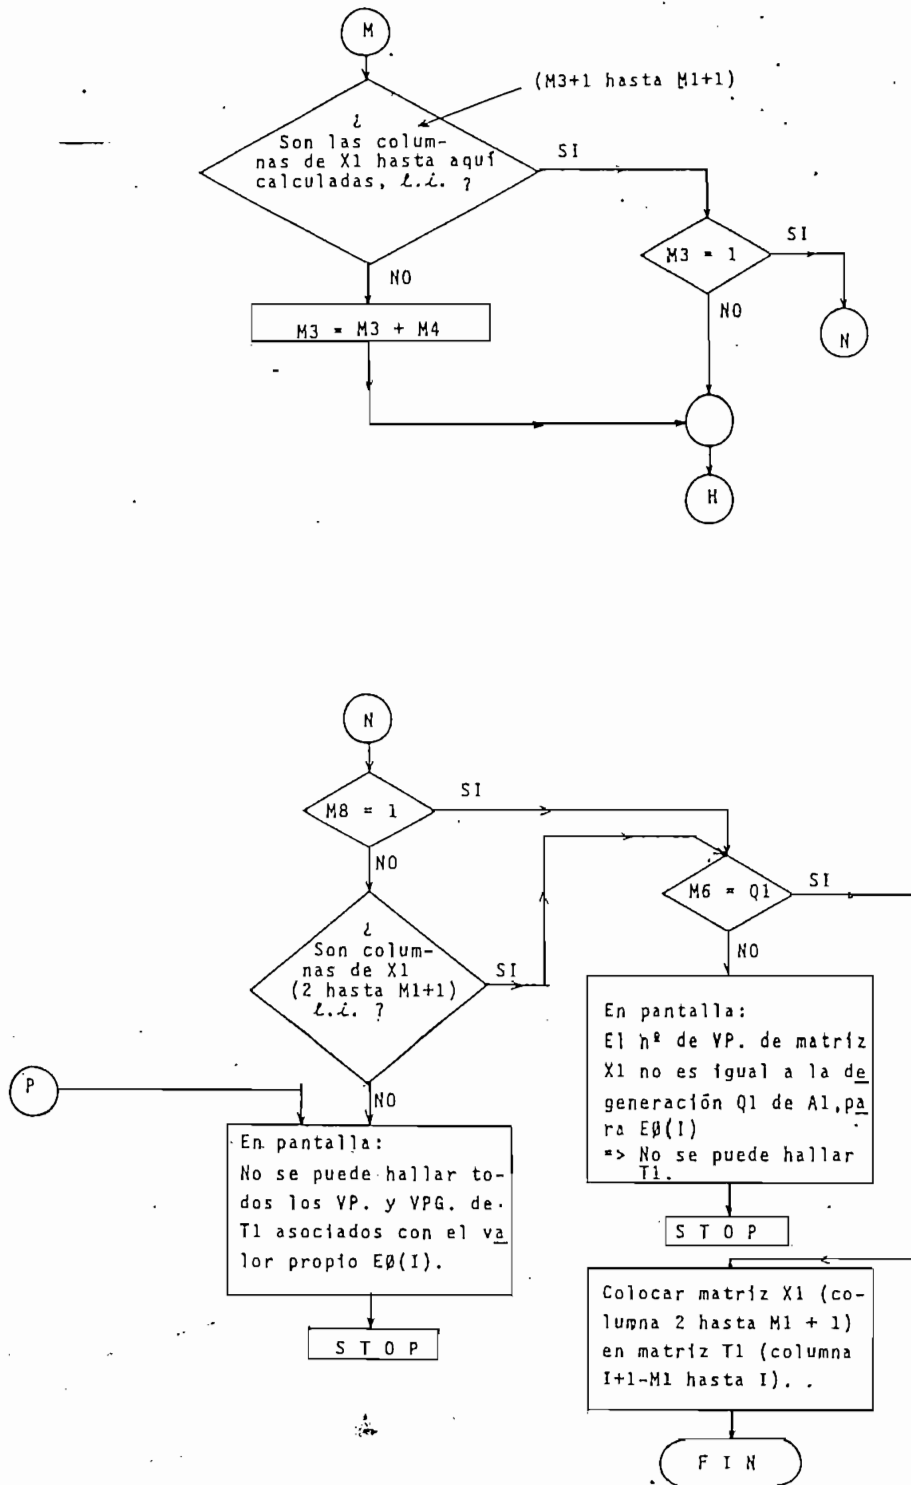 M
(M3+1 hasta M1+1)
¿
Son las colum-
nas de X1 hasta aquí
calculadas, l.i. ?
SI
M3 = 1
SI
NO
NO
M3 = M3 + M4
N
H
N
M8 = 1
SI
NO
M6 = Q1
SI
¿
Son colum-
nas de X1
(2 hasta M1+1)
l.i. ?
SI
NO
En pantalla:
El nº de VP. de matriz
X1 no es igual a la de
generación Q1 de A1,pa
ra EØ(I)
=> No se puede hallar
T1.
P
NO
En pantalla:
No se puede hallar to-
dos los VP. y VPG. de
T1 asociados con el va
lor propio EØ(I).
S T O P
S T O P
Colocar matriz X1 (co-
lumna 2 hasta M1 + 1)
en matriz T1 (columna
I+1-M1 hasta I). .
F I N